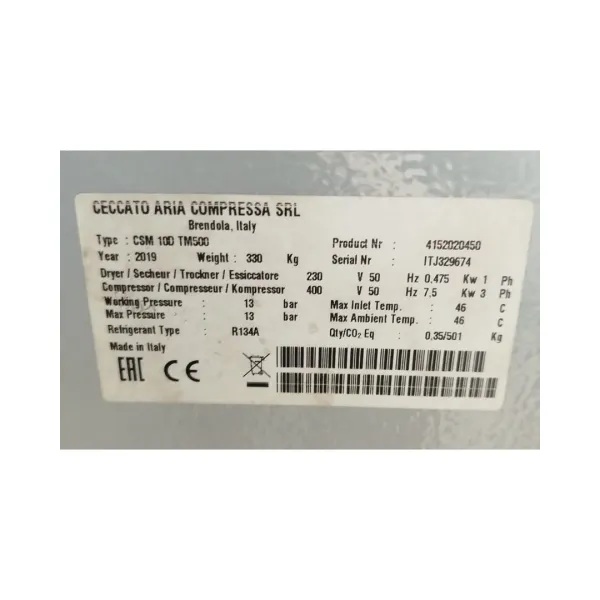 CECCATO ARIA COMPRESSA SRL
Brendola, Italy
Type : CSM 10D TM500 Product Nr : 4152020450
Year : 2019 Weight : 330 Kg Serial Nr : ITJ329674
Dryer / Secheur / Trockner / Essiccatore 230 V 50 Hz 0,475 Kw 1 Ph
Compressor / Compresseur / Kompressor 400 V 50 Hz 7,5 Kw 3 Ph
Working Pressure : 13 bar Max Inlet Temp. : 46 C
Max Pressure : 13 bar Max Ambient Temp. : 46 C
Refrigerant Type : R134A Qty/CO₂ Eq : 0,35/501 Kg
Made in Italy
EAC CE